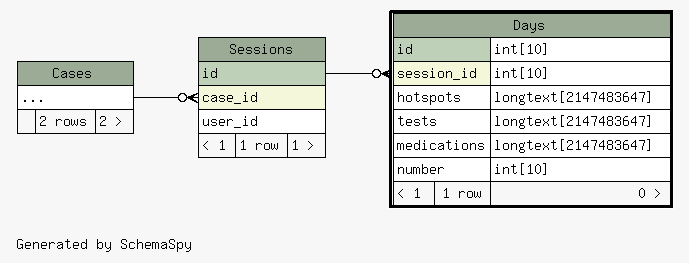 Cases
...
2 rows 2 >
Sessions
id
case_id
user_id
< 1 1 row 1 >
Days
id int[10]
session_id int[10]
hotspots longtext[2147483647]
tests longtext[2147483647]
medications longtext[2147483647]
number int[10]
< 1 1 row 0 >
Generated by SchemaSpy